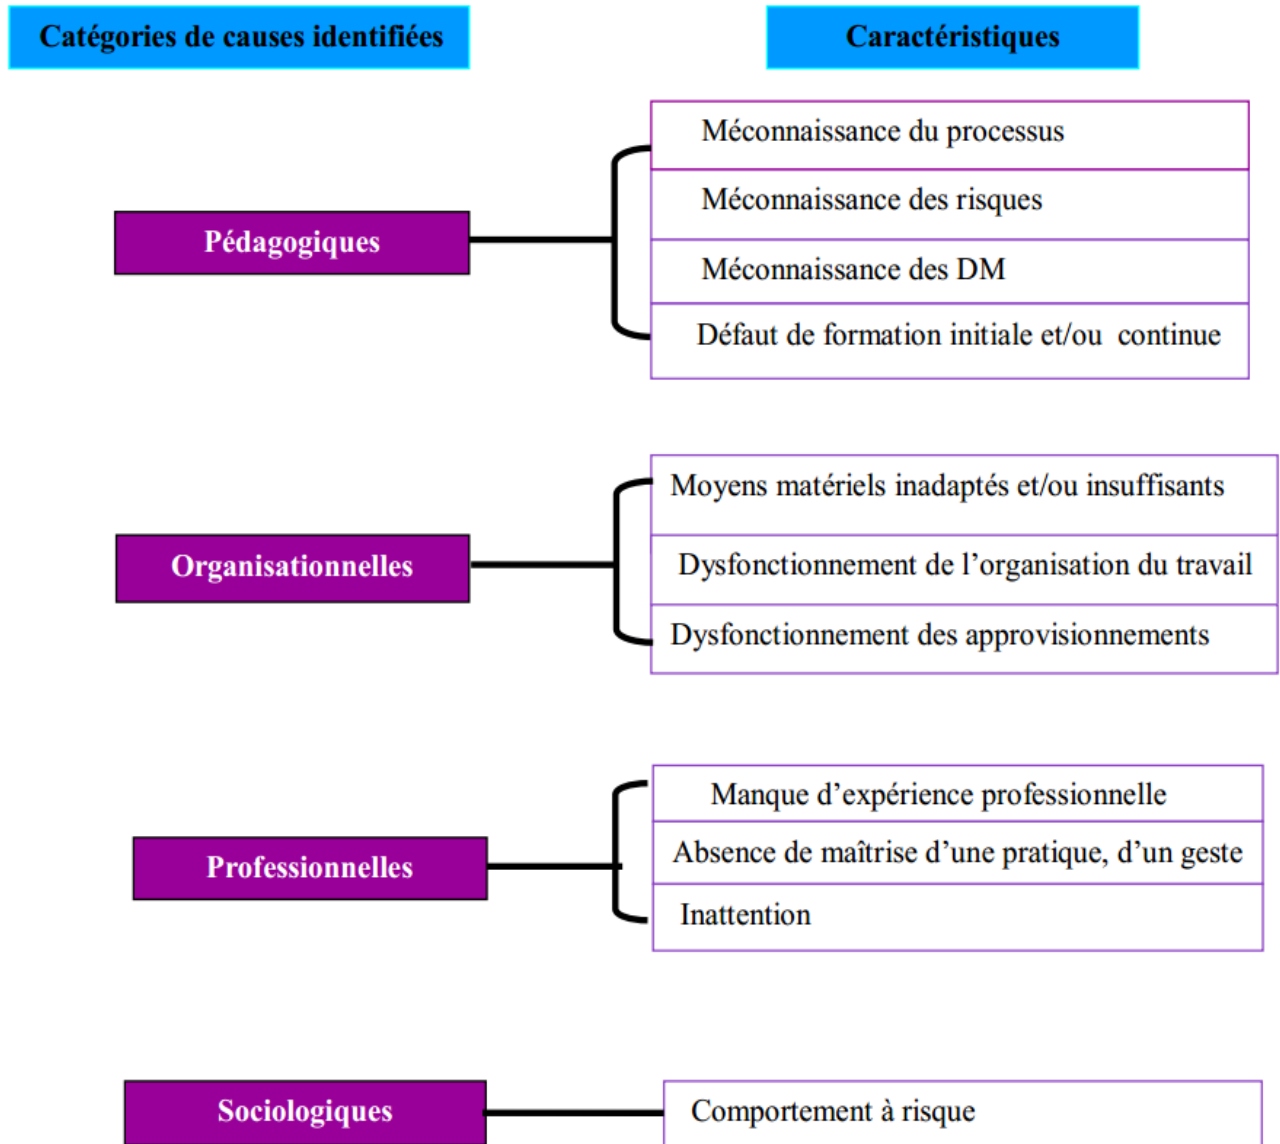 Catégories de causes identifiées
Caractéristiques
Pédagogiques
Méconnaissance du processus
Méconnaissance des risques
Méconnaissance des DM
Défaut de formation initiale et/ou continue
Organisationnelles
Moyens matériels inadaptés et/ou insuffisants
Dysfonctionnement de l’organisation du travail
Dysfonctionnement des approvisionnements
Professionnelles
Manque d’expérience professionnelle
Absence de maîtrise d’une pratique, d’un geste
Inattention
Sociologiques
Comportement à risque